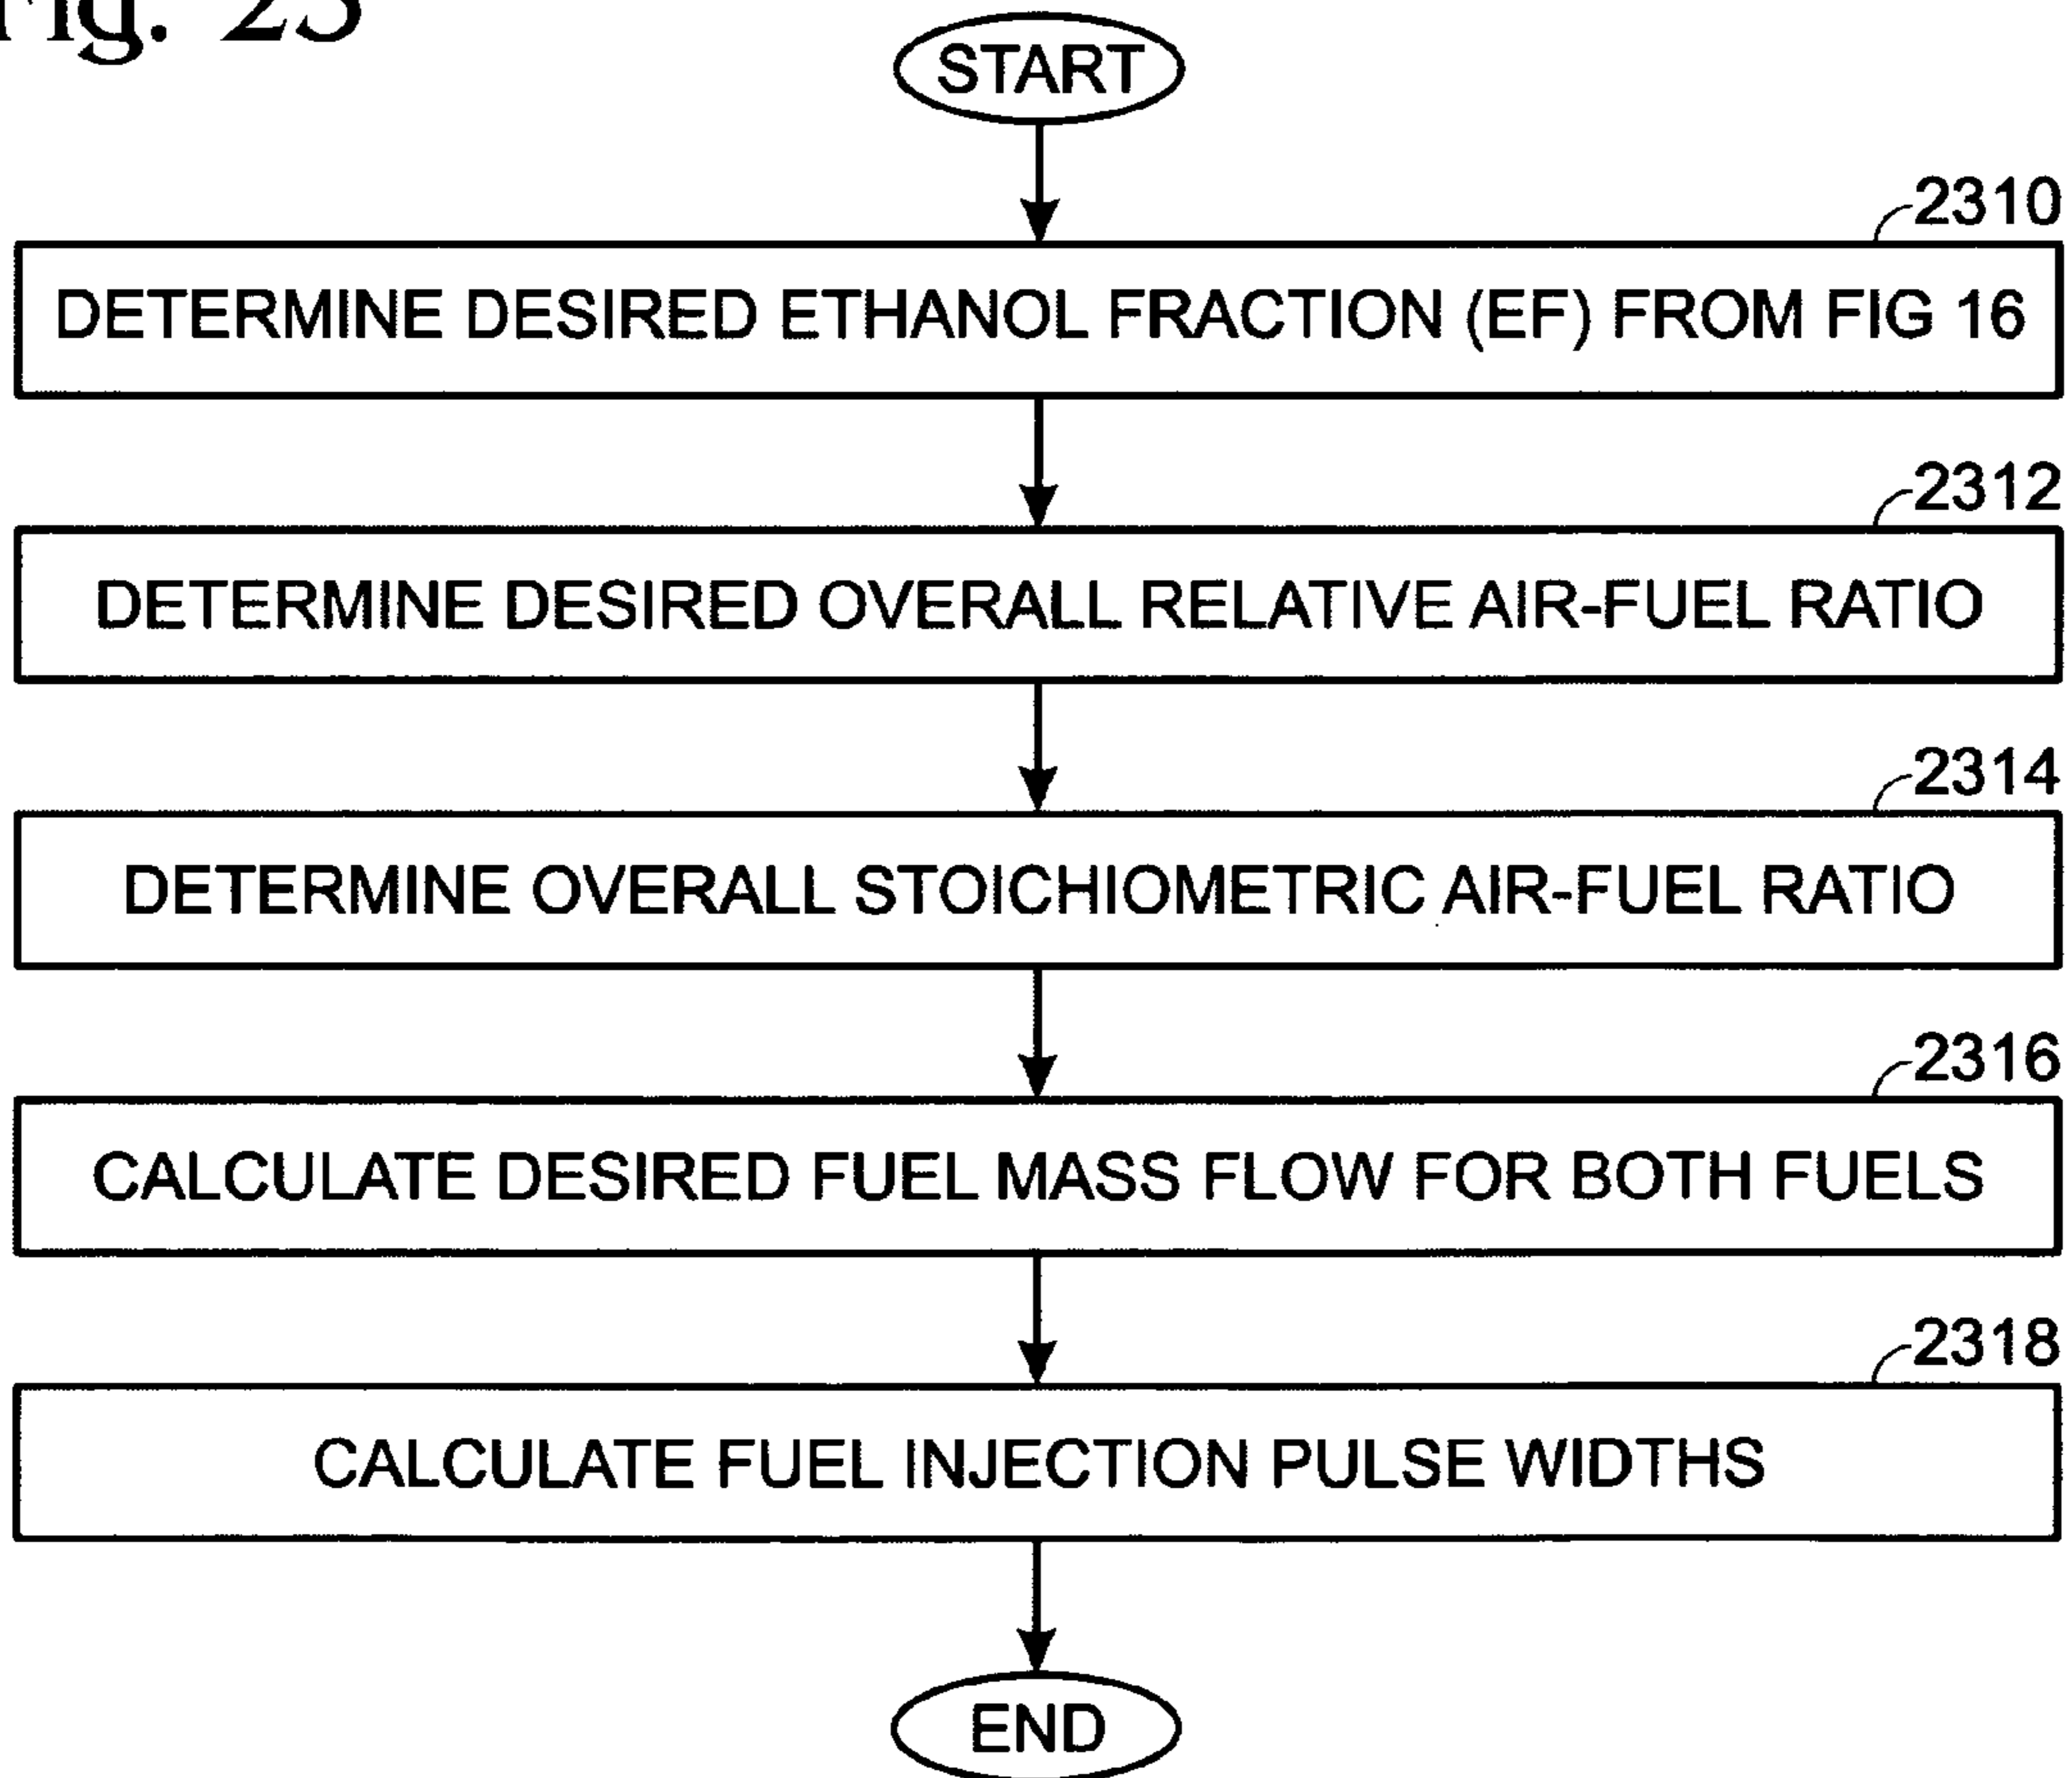 Fig. 23
START
2310
DETERMINE DESIRED ETHANOL FRACTION (EF) FROM FIG 16
2312
DETERMINE DESIRED OVERALL RELATIVE AIR-FUEL RATIO
2314
DETERMINE OVERALL STOICHIOMETRIC AIR-FUEL RATIO
2316
CALCULATE DESIRED FUEL MASS FLOW FOR BOTH FUELS
2318
CALCULATE FUEL INJECTION PULSE WIDTHS
END